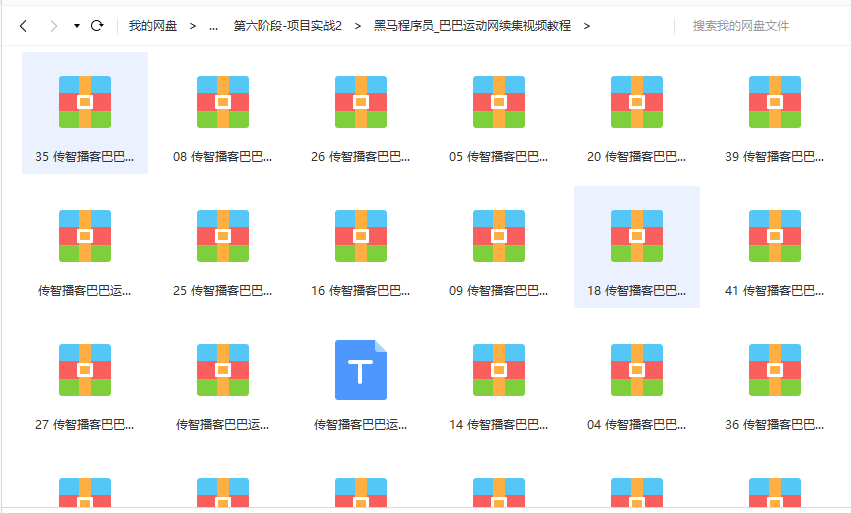 我的网盘 > ... 第六阶段-项目实战2 > 黑马程序员_巴巴运动网续集视频教程 > 搜索我的网盘文件
35 传智播客巴巴... 08 传智播客巴巴... 26 传智播客巴巴... 05 传智播客巴巴... 20 传智播客巴巴... 39 传智播客巴巴...
传智播客巴巴运... 25 传智播客巴巴... 16 传智播客巴巴... 09 传智播客巴巴... 18 传智播客巴巴... 41 传智播客巴巴...
T
27 传智播客巴巴... 传智播客巴巴运... 传智播客巴巴运... 14 传智播客巴巴... 04 传智播客巴巴... 36 传智播客巴巴...